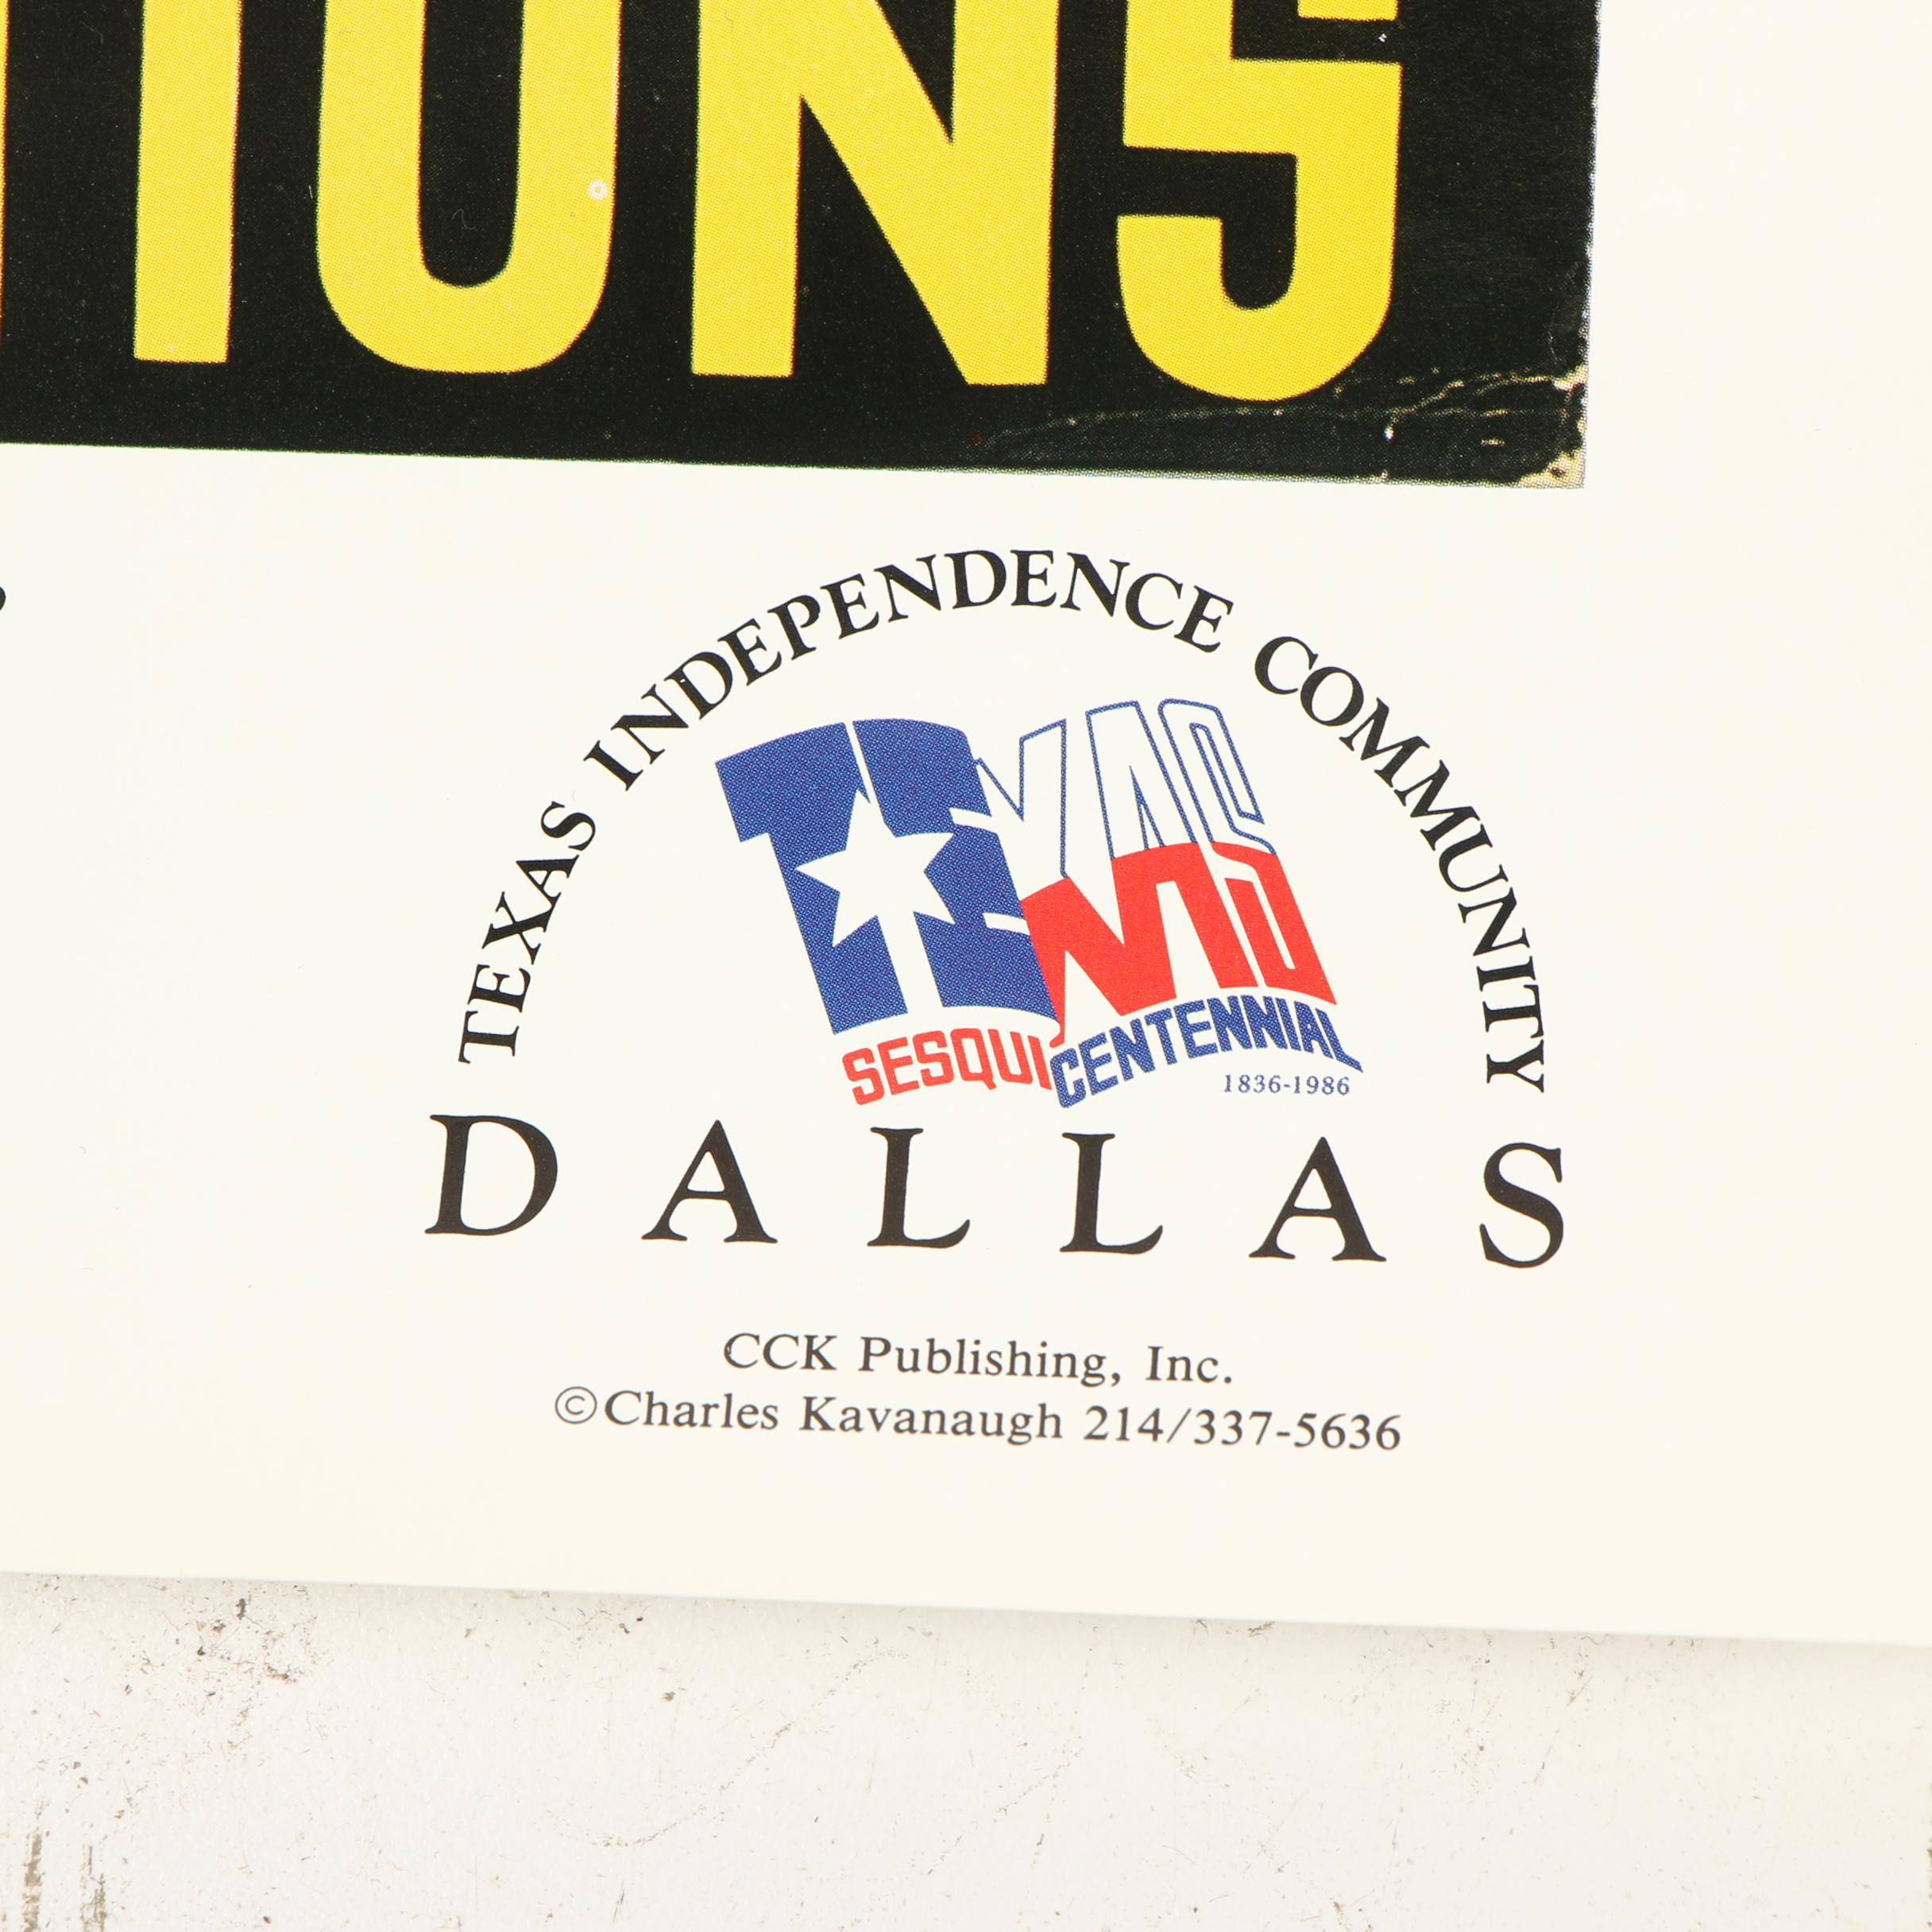 IONS
TEXAS INDEPENDENCE COMMUNITY
TEXAS
SESQUICENTENNIAL
1836-1986
DALLAS
CCK Publishing, Inc.
©Charles Kavanaugh 214/337-5636